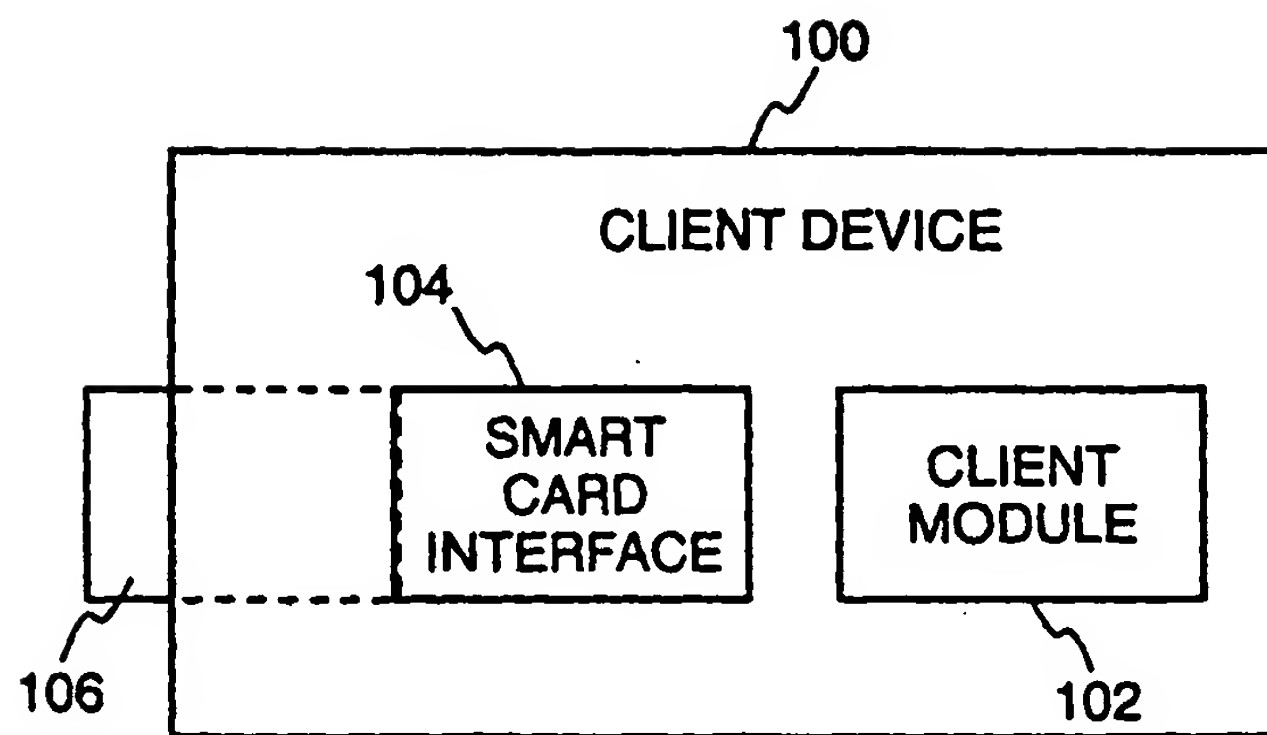 100
CLIENT DEVICE
104
SMART
CARD
INTERFACE
CLIENT
MODULE
106
102